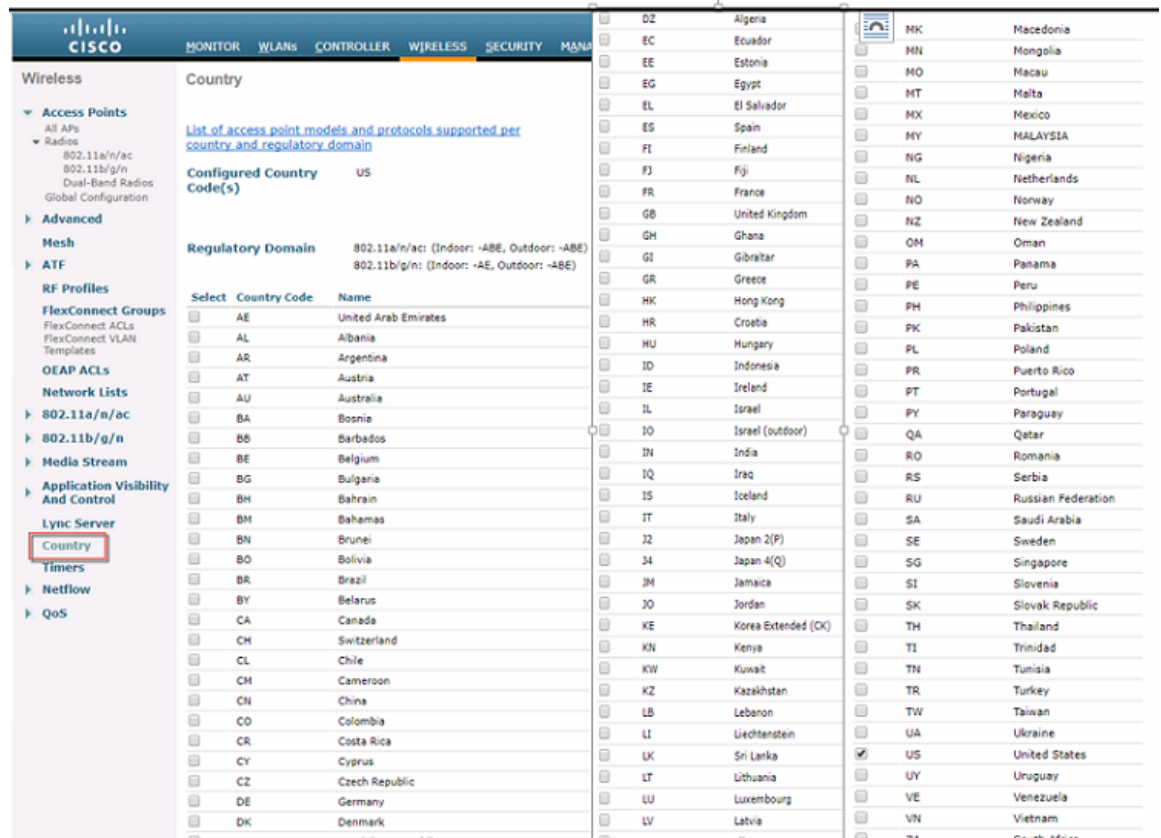 CISCO
MONITOR WLANs CONTROLLER WIRELESS SECURITY MANA
Wireless
Access Points
All APs
Radios
802.11a/n/ac
802.11b/g/n
Dual-Band Radios
Global Configuration
Advanced
Mesh
ATF
RF Profiles
FlexConnect Groups
FlexConnect ACLs
FlexConnect VLAN
Templates
OEAP ACLs
Network Lists
802.11a/n/ac
802.11b/g/n
Media Stream
Application Visibility
And Control
Lync Server
Country
Timers
Netflow
QoS
Country
List of access point models and protocols supported per
country and regulatory domain
Configured Country US
Code(s)
Regulatory Domain 802.11a/n/ac: (Indoor: -ABE, Outdoor: -ABE)
802.11b/g/n: (Indoor: -AE, Outdoor: -ABE)
Select Country Code Name
AE United Arab Emirates
AL Albania
AR Argentina
AT Austria
AU Australia
BA Bosnia
BB Barbados
BE Belgium
BG Bulgaria
BH Bahrain
BM Bahamas
BN Brunei
BO Bolivia
BR Brazil
BY Belarus
CA Canada
CH Switzerland
CL Chile
CM Cameroon
CN China
CO Colombia
CR Costa Rica
CY Cyprus
CZ Czech Republic
DE Germany
DK Denmark
DZ Algeria
EC Ecuador
EE Estonia
EG Egypt
EL El Salvador
ES Spain
FI Finland
FJ Fiji
FR France
GB United Kingdom
GH Ghana
GI Gibraltar
GR Greece
HK Hong Kong
HR Croatia
HU Hungary
ID Indonesia
IE Ireland
IL Israel
IO Israel (outdoor)
IN India
IQ Iraq
IS Iceland
IT Italy
J2 Japan 2(P)
J4 Japan 4(Q)
JM Jamaica
JO Jordan
KE Korea Extended (CK)
KN Kenya
KW Kuwait
KZ Kazakhstan
LB Lebanon
LI Liechtenstein
LK Sri Lanka
LT Lithuania
LU Luxembourg
LV Latvia
MK Macedonia
MN Mongolia
MO Macau
MT Malta
MX Mexico
MY MALAYSIA
NG Nigeria
NL Netherlands
NO Norway
NZ New Zealand
OM Oman
PA Panama
PE Peru
PH Philippines
PK Pakistan
PL Poland
PR Puerto Rico
PT Portugal
PY Paraguay
QA Qatar
RO Romania
RS Serbia
RU Russian Federation
SA Saudi Arabia
SE Sweden
SG Singapore
SI Slovenia
SK Slovak Republic
TH Thailand
TI Trinidad
TN Tunisia
TR Turkey
TW Taiwan
UA Ukraine
US United States
UY Uruguay
VE Venezuela
VN Vietnam
ZA South Africa